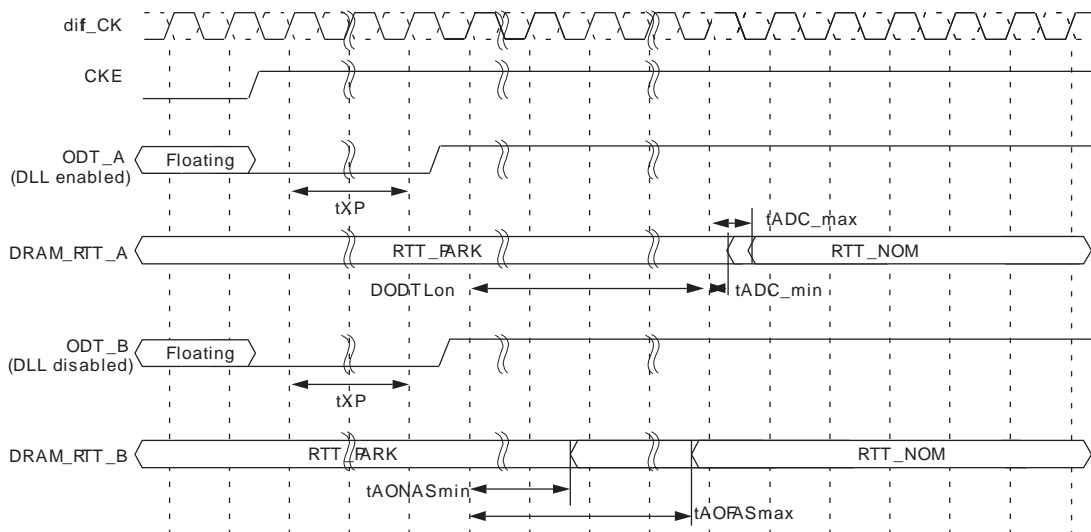 dif_CK
CKE
ODT_A
(DLL enabled)
Floating
tXP
tADC_max
DRAM_RTT_A
RTT_PARK
RTT_NOM
DODTLon
tADC_min
ODT_B
(DLL disabled)
Floating
tXP
DRAM_RTT_B
RTT_PARK
RTT_NOM
tAONASmin
tAOFASmax